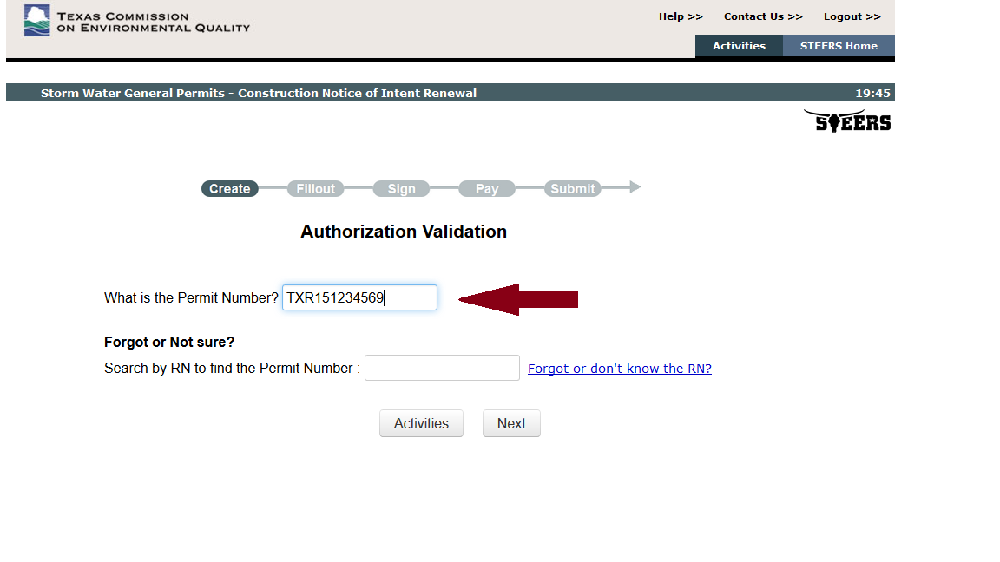 TEXAS COMMISSION
ON ENVIRONMENTAL QUALITY
Help >> Contact Us >> Logout >>
Activities STEERS Home
Storm Water General Permits - Construction Notice of Intent Renewal 19:45
STEERS
Create Fillout Sign Pay Submit
Authorization Validation
What is the Permit Number? TXR151234569
Forgot or Not sure?
Search by RN to find the Permit Number : Forgot or don't know the RN?
Activities Next